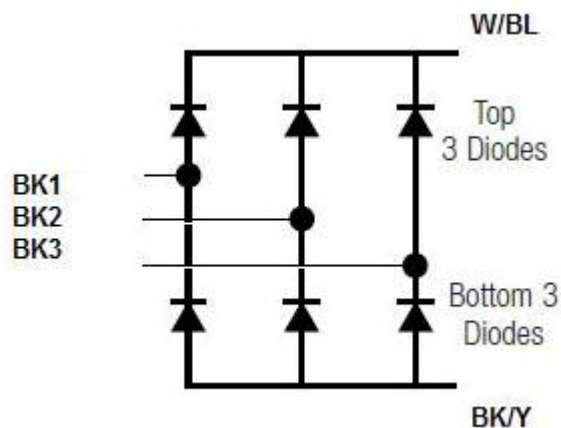 W/BL
Top
3 Diodes
BK1
BK2
BK3
Bottom 3
Diodes
BK/Y